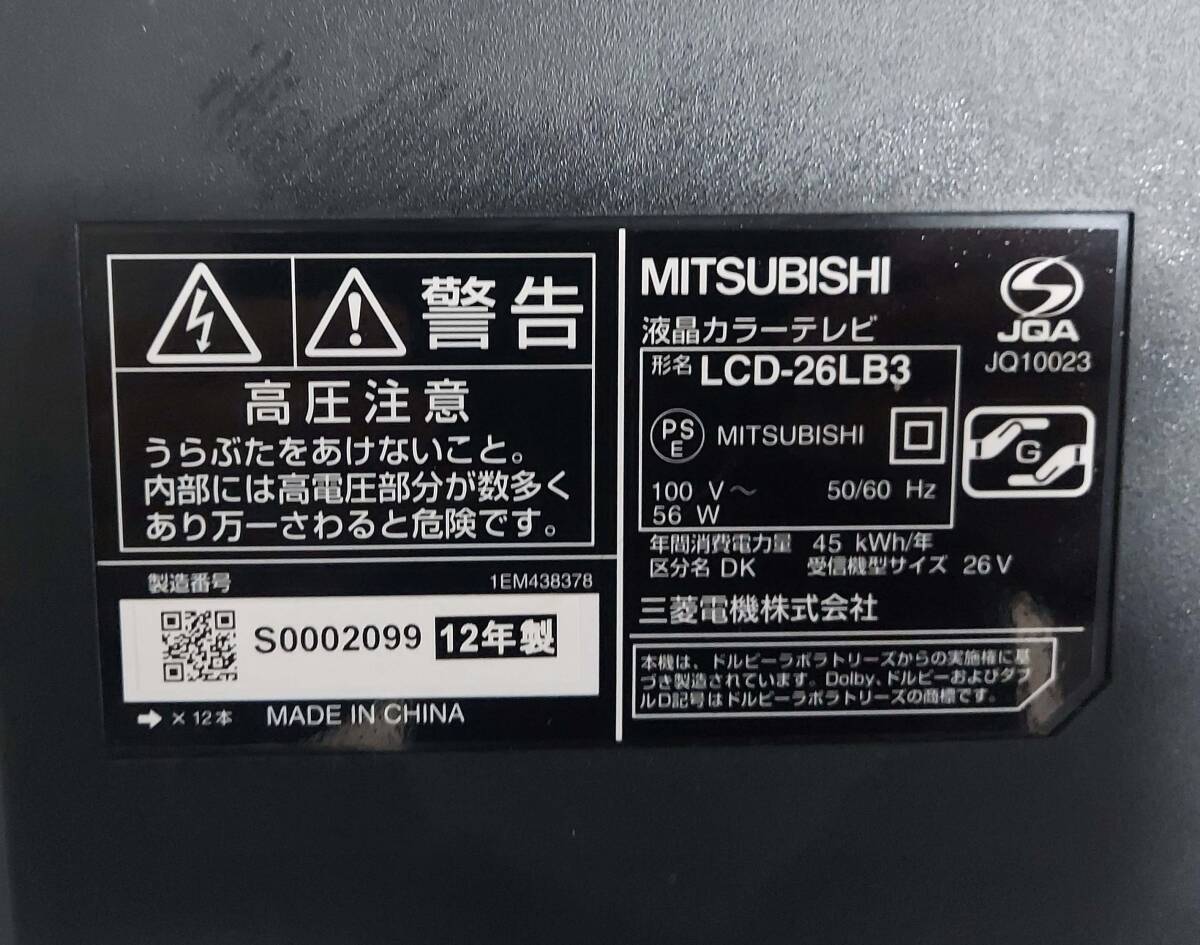 警告
高圧注意
うらぶたをあけないこと。
内部には高電圧部分が数多く
あり万一さわると危険です。
製造番号 1EM438378
S0002099 12年製
➡ × 12本 MADE IN CHINA
MITSUBISHI
液晶カラーテレビ
形名 LCD-26LB3
PS
E
MITSUBISHI
100 V～ 50/60 Hz
56 W
JQA
JQ10023
G
年間消費電力量 45 kWh/年
区分名 DK 受信機型サイズ 26V
三菱電機株式会社
本機は、ドルビーラボラトリーズからの実施権に基
づき製造されています。Dolby、ドルビーおよびダブ
ルD記号はドルビーラボラトリーズの商標です。